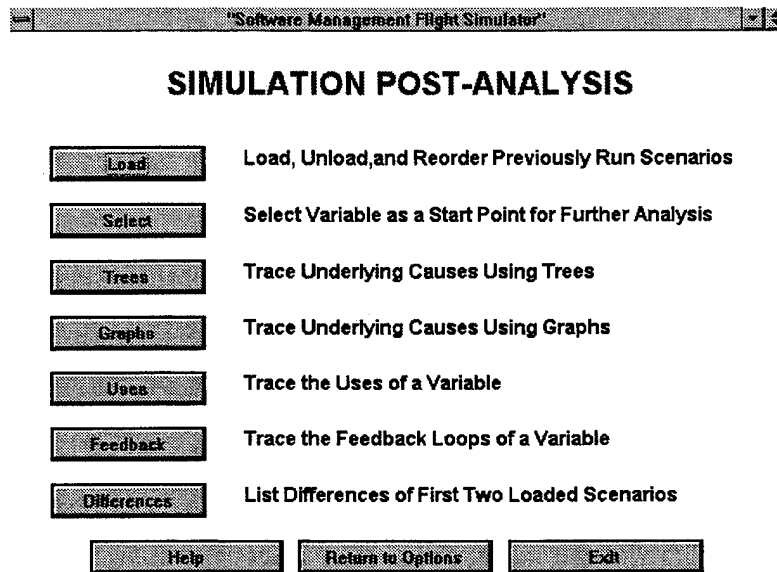 "Software Management Flight Simulator"
SIMULATION POST-ANALYSIS
Load Load, Unload,and Reorder Previously Run Scenarios
Select Select Variable as a Start Point for Further Analysis
Trees Trace Underlying Causes Using Trees
Graphs Trace Underlying Causes Using Graphs
Uses Trace the Uses of a Variable
Feedback Trace the Feedback Loops of a Variable
Differences List Differences of First Two Loaded Scenarios
Help Return to Options Exit